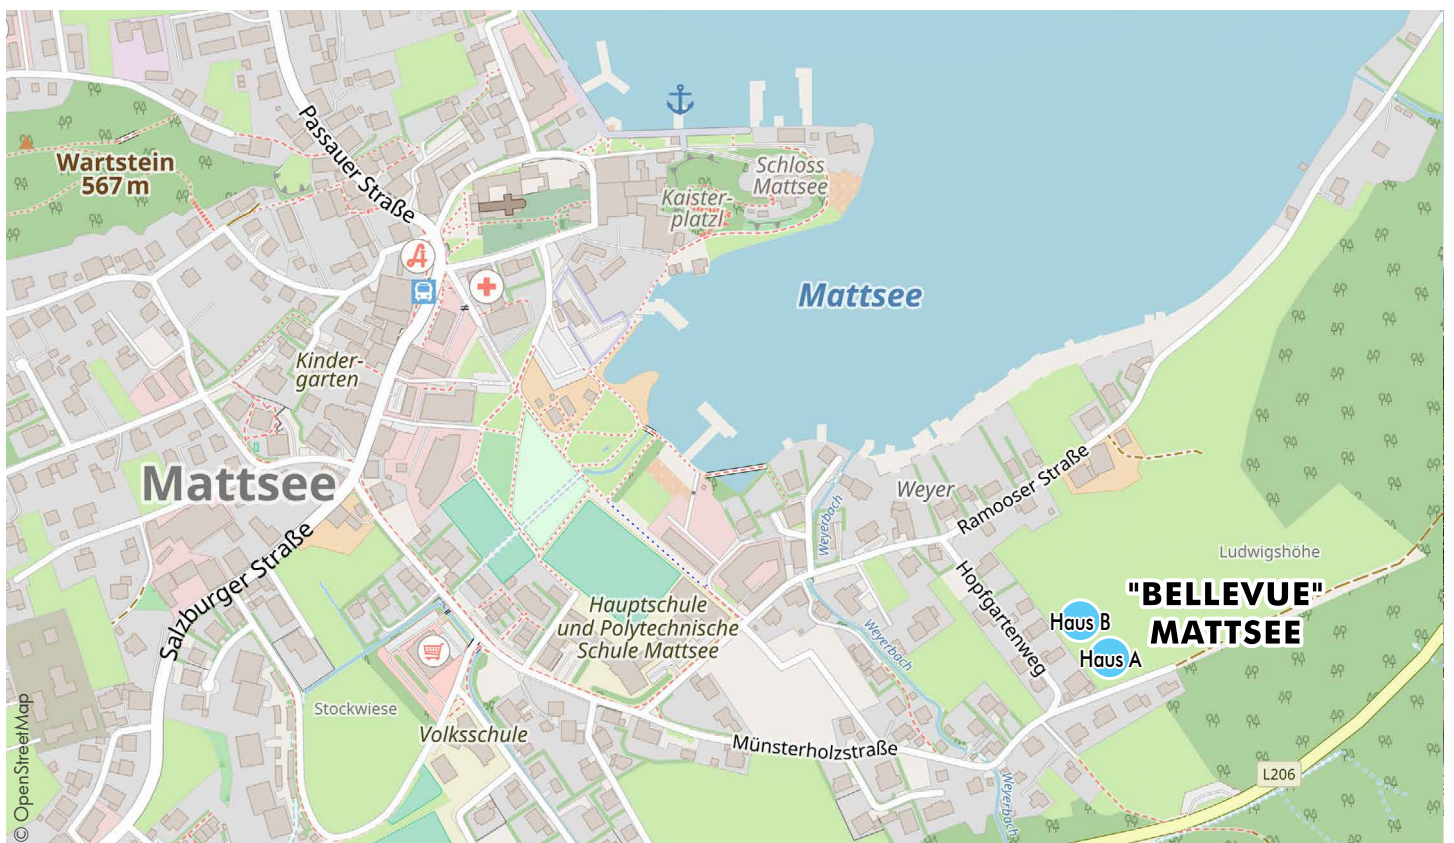 Passauer Straße
Wartstein
567 m
Schloss
Mattsee
Kaister-
platzl
Mattsee
Kinder-
garten
Mattsee
Salzburger Straße
Weyer
Weyerbach
Ramooser Straße
Ludwigshöhe
Hopfgartenweg
"BELLEVUE"
MATTSEE
Haus B
Haus A
Hauptschule
und Polytechnische
Schule Mattsee
Weyerbach
Stockwiese
Volksschule
Münsterholzstraße
L206
Weyerbach
© OpenStreetMap